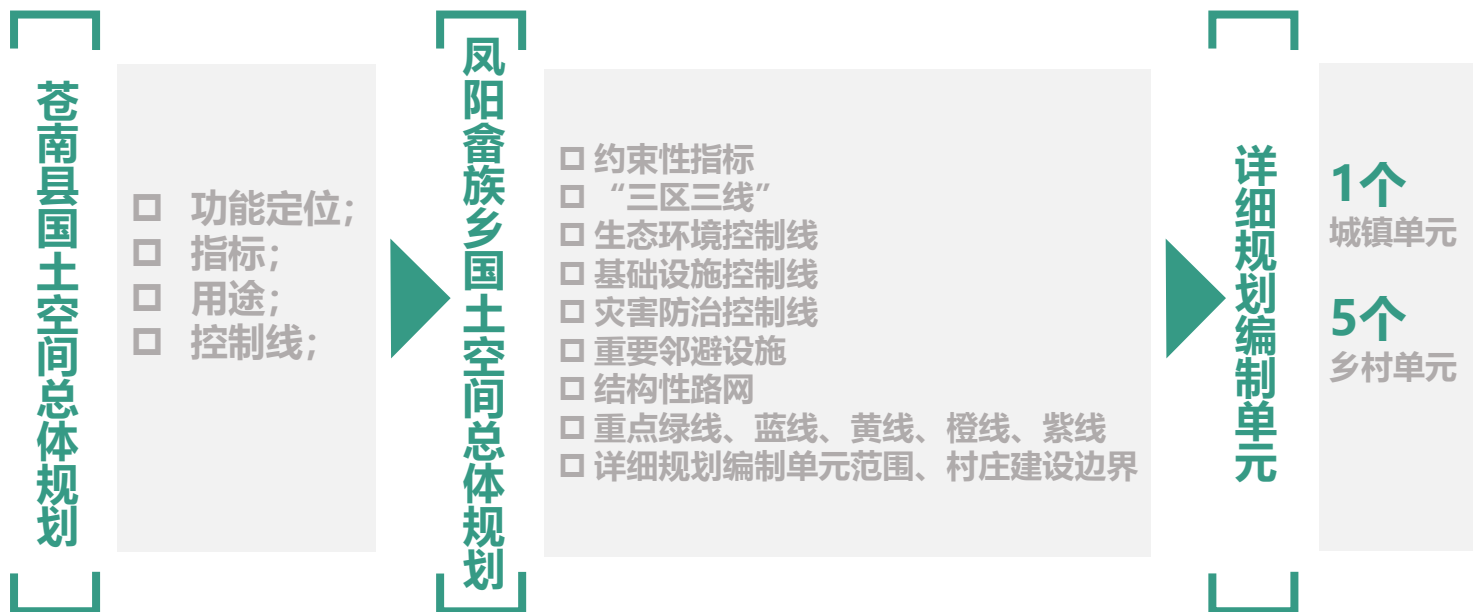 苍南县国土空间总体规划
功能定位；
指标；
用途；
控制线；
凤阳畲族乡国土空间总体规划
约束性指标
“三区三线”
生态环境控制线
基础设施控制线
灾害防治控制线
重要邻避设施
结构性路网
重点绿线、蓝线、黄线、橙线、紫线
详细规划编制单元范围、村庄建设边界
详细规划编制单元
1个
城镇单元
5个
乡村单元